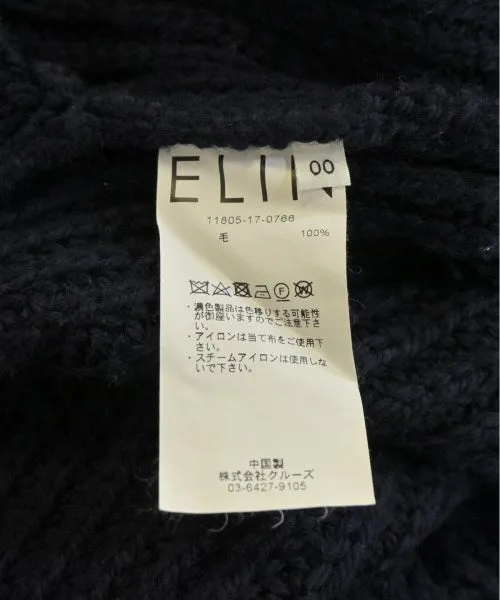 ELIIN
00
11805-17-0766
毛 100%
・濃色製品は色移りする可能性
が御座いますのでご注意下さ
い。
・アイロンは当て布をご使用下
さい。
・スチームアイロンは使用しな
いで下さい。
中国製
株式会社クルーズ
03-6427-9105